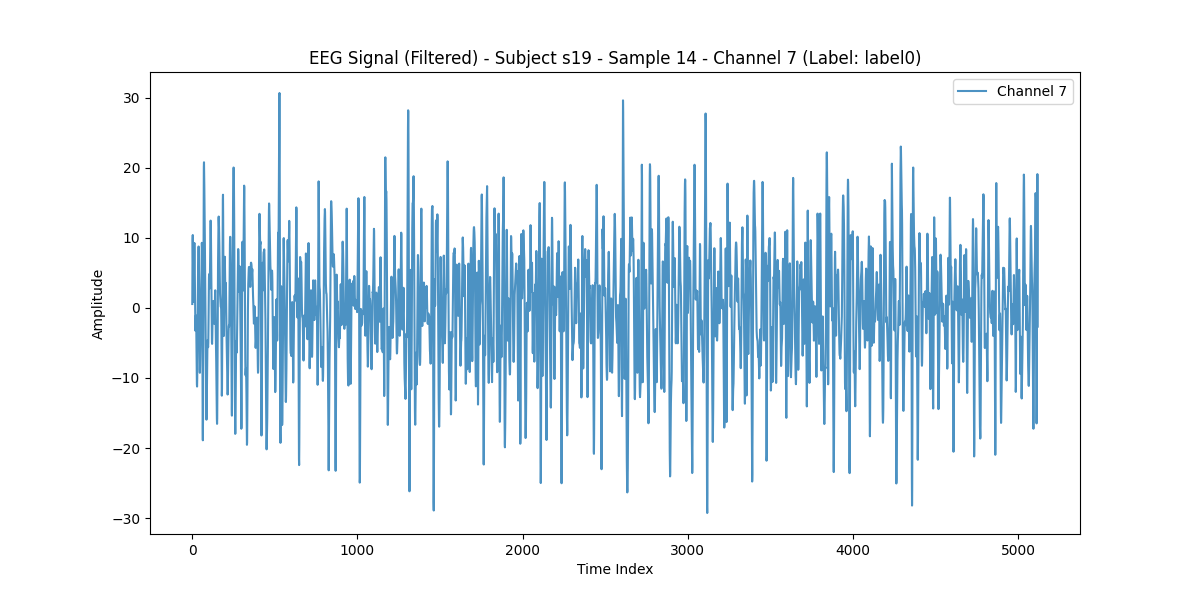 EEG Signal (Filtered) - Subject s19 - Sample 14 - Channel 7 (Label: label0)
Channel 7
Amplitude
30
20
10
0
−10
−20
−30
0 1000 2000 3000 4000 5000
Time Index